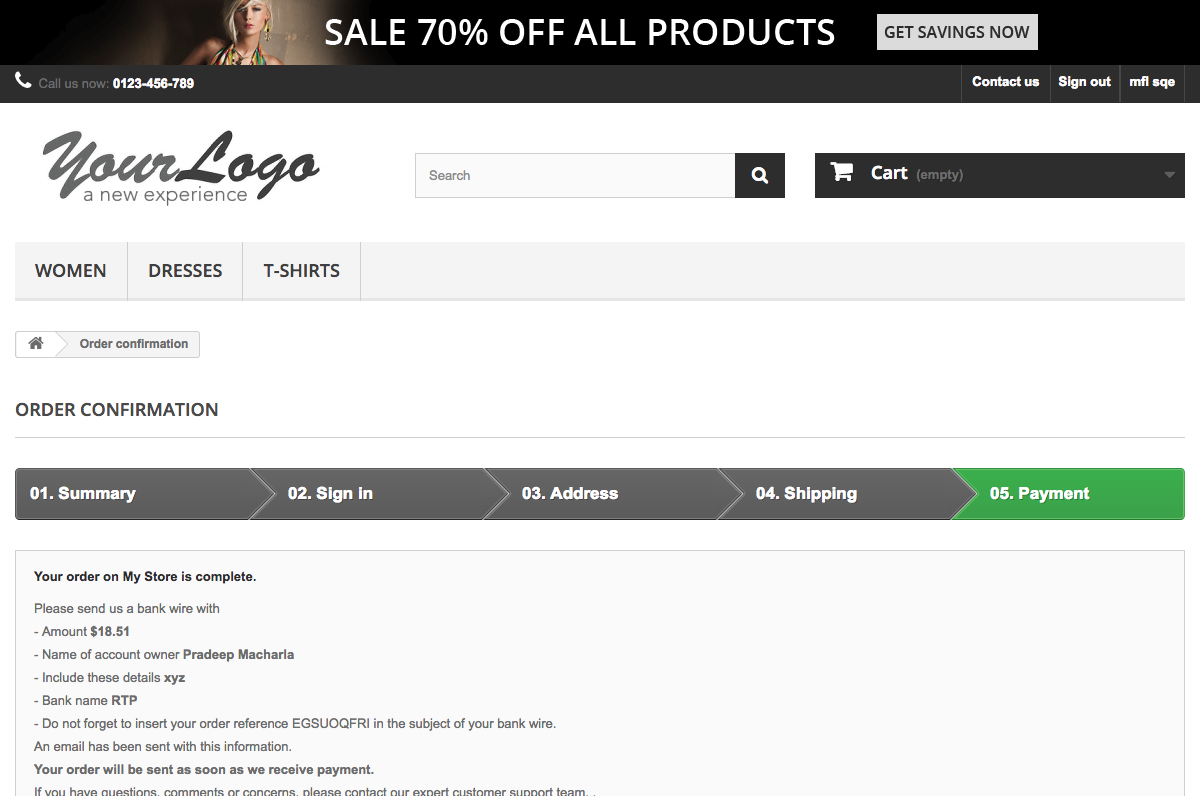 SALE 70% OFF ALL PRODUCTS GET SAVINGS NOW
Call us now: 0123-456-789 Contact us Sign out mfl sqe
YourLogo
a new experience
Search
Cart (empty)
WOMEN DRESSES T-SHIRTS
Order confirmation
ORDER CONFIRMATION
01. Summary 02. Sign in 03. Address 04. Shipping 05. Payment
Your order on My Store is complete.
Please send us a bank wire with
- Amount $18.51
- Name of account owner Pradeep Macharla
- Include these details xyz
- Bank name RTP
- Do not forget to insert your order reference EGSUOQFRI in the subject of your bank wire.
An email has been sent with this information.
Your order will be sent as soon as we receive payment.
If you have questions, comments or concerns, please contact our expert customer support team. .